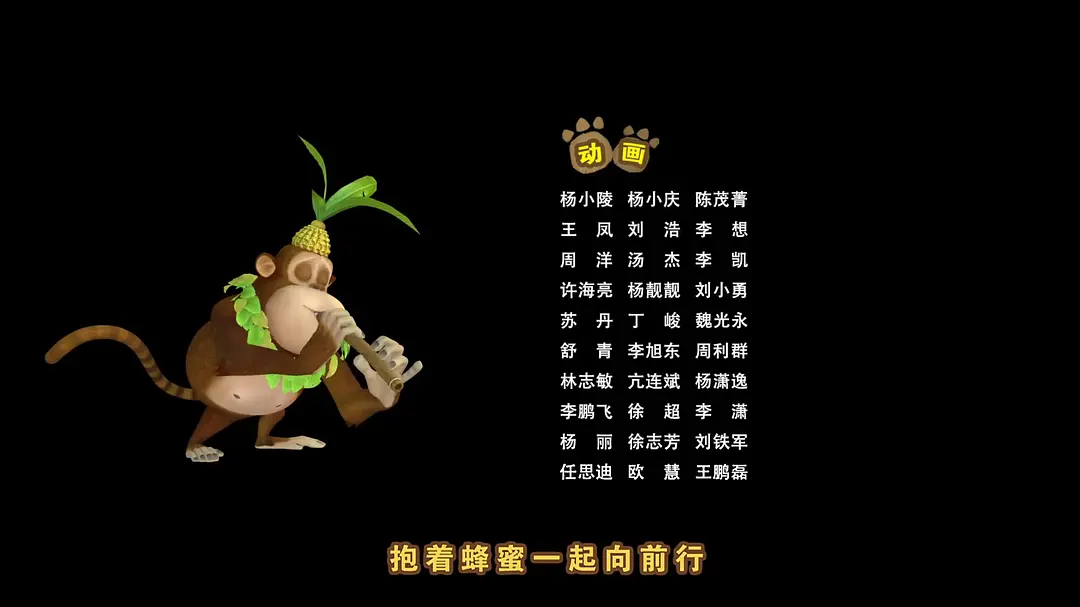 动画
杨小陵 杨小庆 陈茂菁
王 凤 刘 浩 李 想
周 洋 汤 杰 李 凯
许海亮 杨靓靓 刘小勇
苏 丹 丁 峻 魏光永
舒 青 李旭东 周利群
林志敏 亢连斌 杨潇逸
李鹏飞 徐 超 李 潇
杨 丽 徐志芳 刘铁军
任思迪 欧 慧 王鹏磊
抱着蜂蜜一起向前行